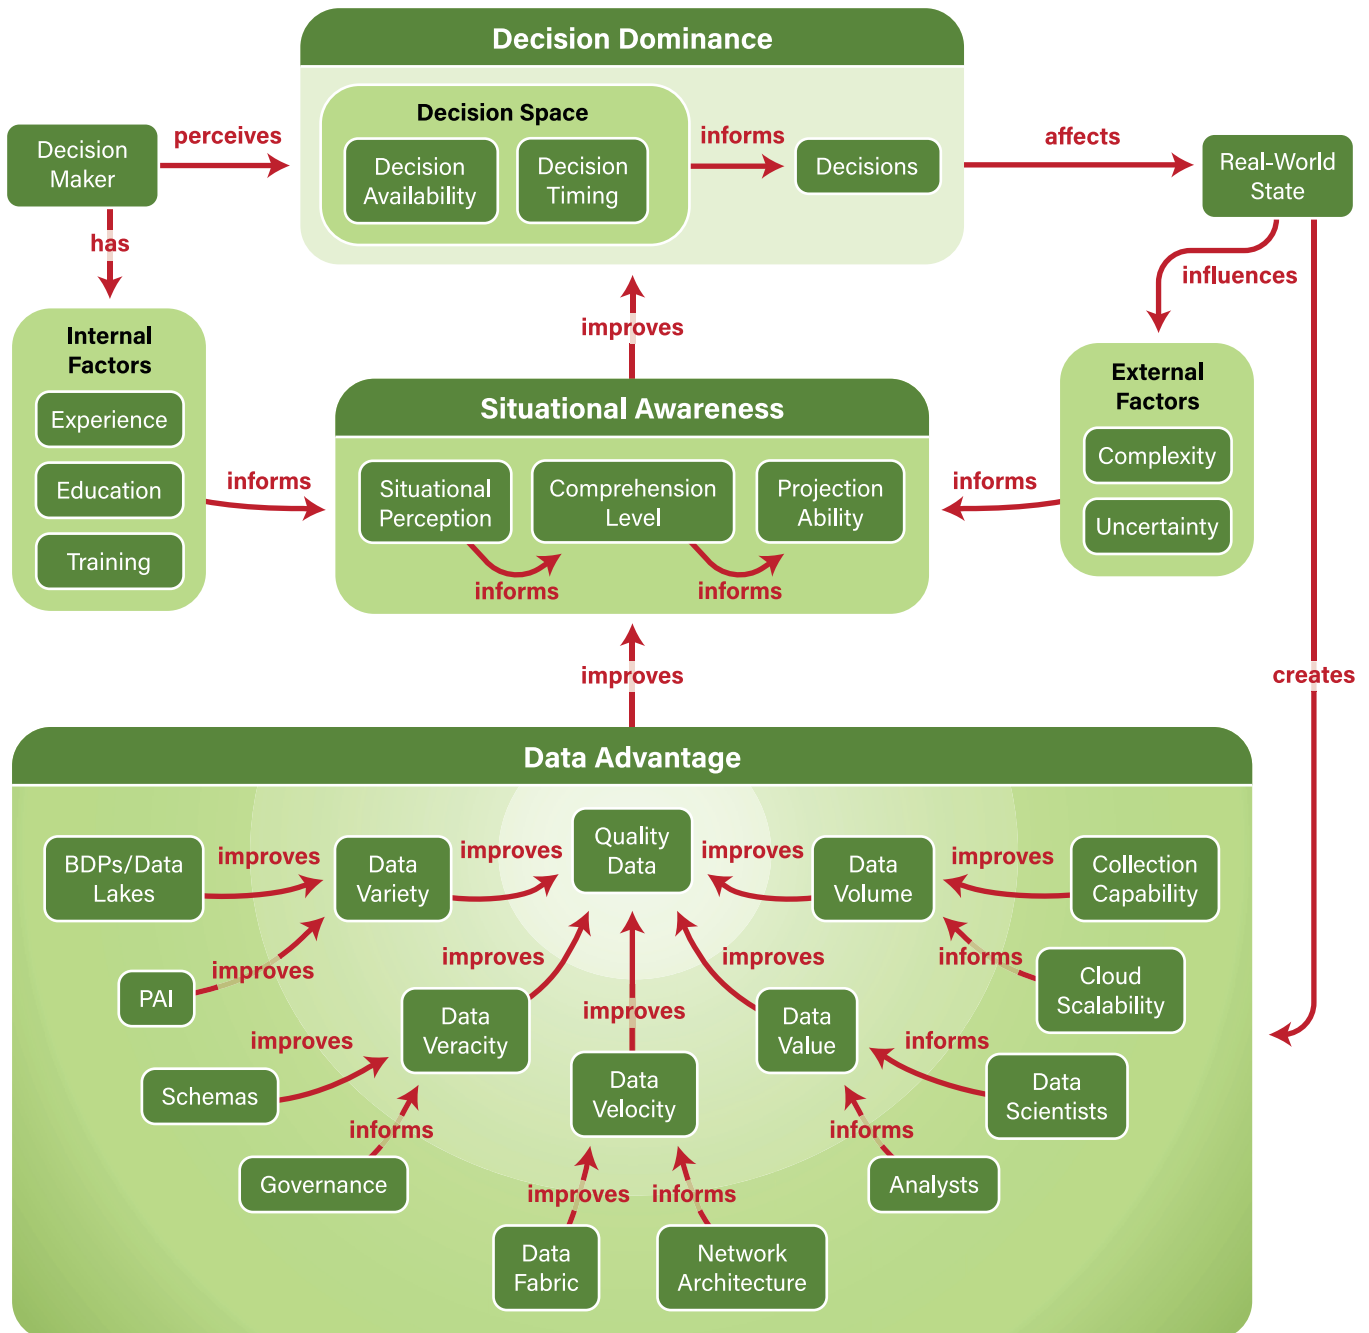 Decision Dominance
Decision Space
Decision
Availability
Decision
Timing
informs
Decisions
Decision
Maker
perceives
affects
Real-World
State
has
influences
creates
Internal
Factors
Experience
Education
Training
informs
improves
Situational Awareness
Situational
Perception
Comprehension
Level
Projection
Ability
informs
informs
External
Factors
Complexity
Uncertainty
informs
improves
Data Advantage
BDPs/Data
Lakes
improves
Data
Variety
improves
Quality
Data
improves
Data
Volume
improves
Collection
Capability
PAI
improves
improves
improves
informs
Cloud
Scalability
Schemas
improves
Data
Veracity
improves
Data
Value
informs
Data
Scientists
Data
Velocity
Governance
informs
informs
Analysts
improves
informs
Data
Fabric
Network
Architecture